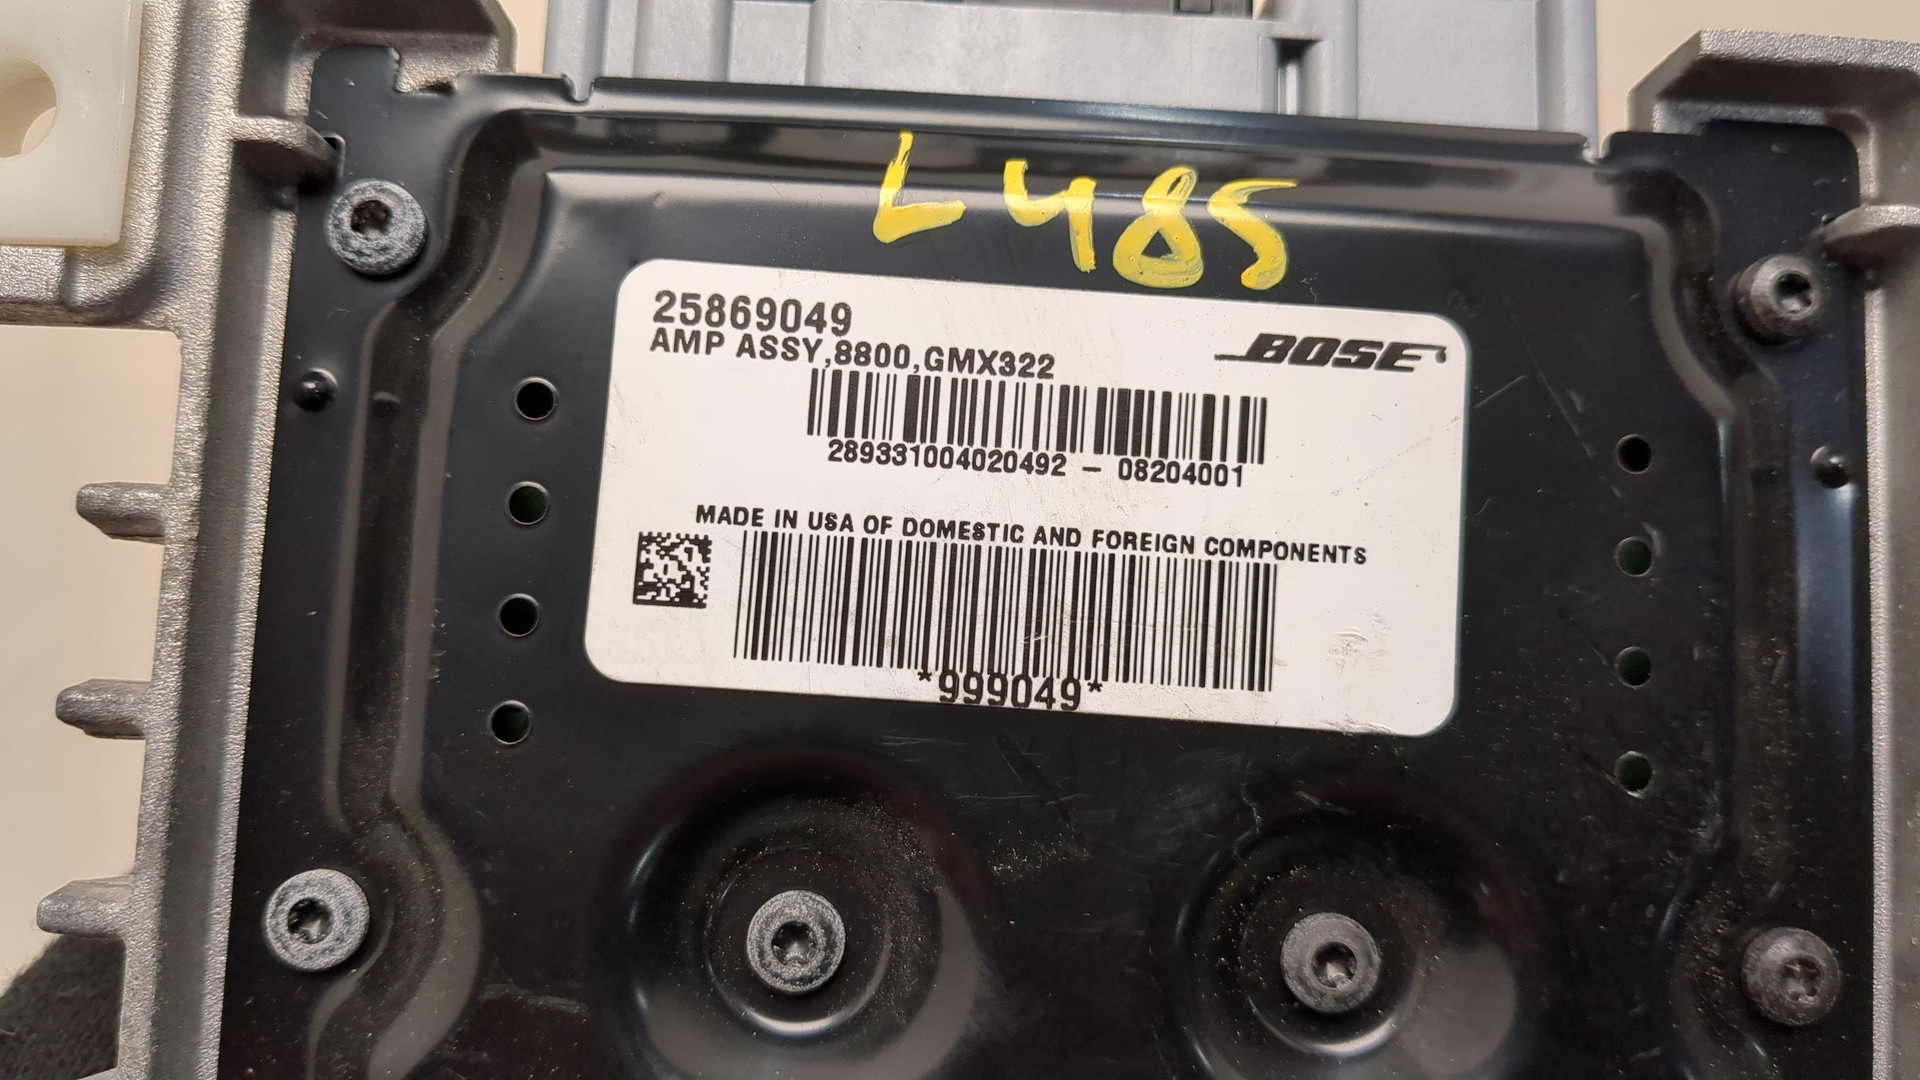 L485
25869049
BOSE
AMP ASSY,8800,GMX322
289331004020492 – 08204001
MADE IN USA OF DOMESTIC AND FOREIGN COMPONENTS
*999049*